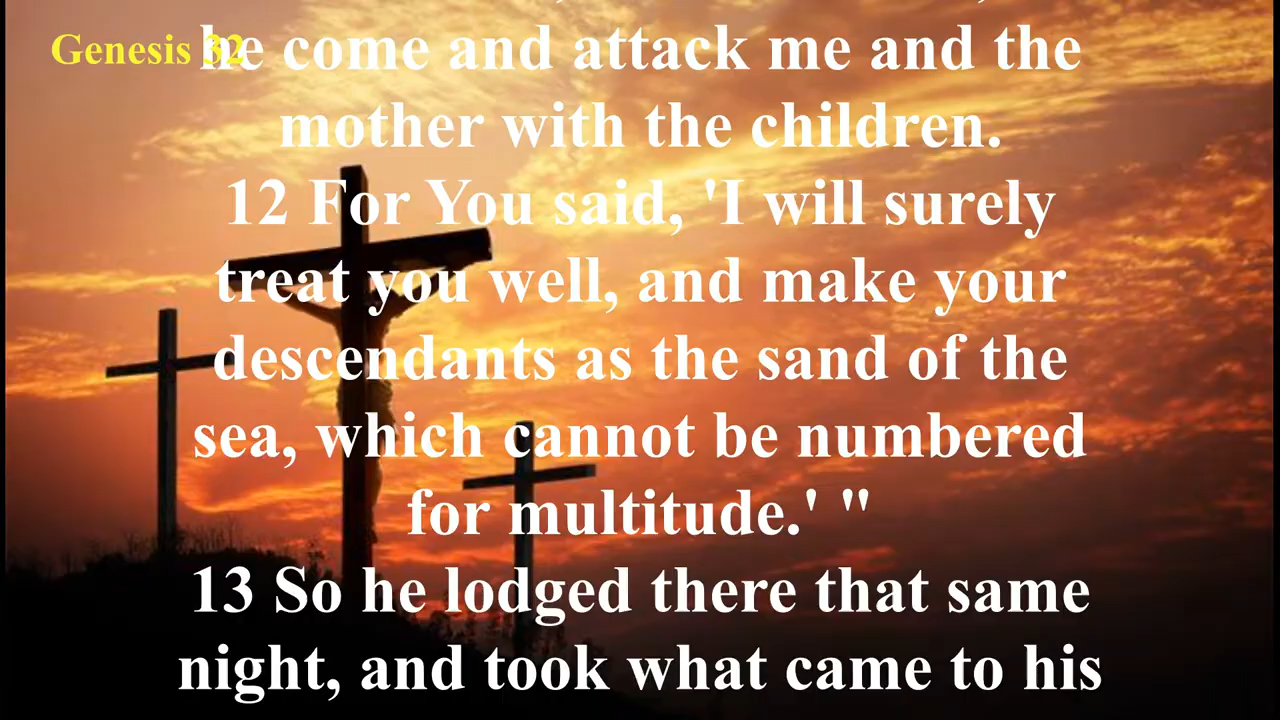 Genesis 32
he come and attack me and the
mother with the children.
12 For You said, 'I will surely
treat you well, and make your
descendants as the sand of the
sea, which cannot be numbered
for multitude.' "
13 So he lodged there that same
night, and took what came to his